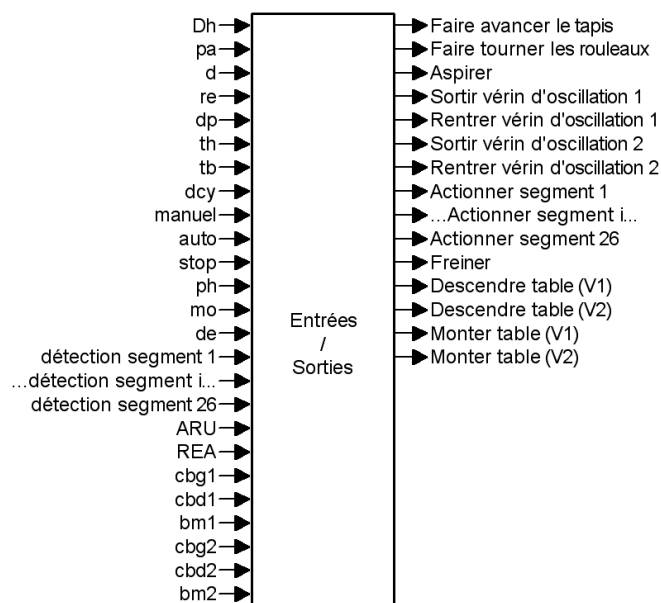 Dh
pa
d
re
dp
th
tb
dcy
manuel
auto
stop
ph
mo
de
détection segment 1
...détection segment i...
détection segment 26
ARU
REA
cbg1
cbd1
bm1
cbg2
cbd2
bm2
Entrées
/
Sorties
Faire avancer le tapis
Faire tourner les rouleaux
Aspirer
Sortir vérin d'oscillation 1
Rentrer vérin d'oscillation 1
Sortir vérin d'oscillation 2
Rentrer vérin d'oscillation 2
Actionner segment 1
...Actionner segment i...
Actionner segment 26
Freiner
Descendre table (V1)
Descendre table (V2)
Monter table (V1)
Monter table (V2)